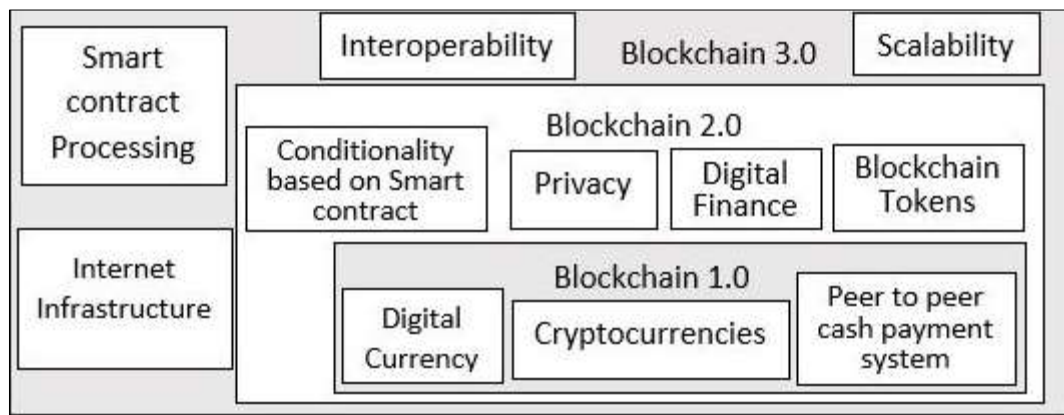 Smart
contract
Processing
Interoperability
Blockchain 3.0
Scalability
Blockchain 2.0
Conditionality
based on Smart
contract
Privacy
Digital
Finance
Blockchain
Tokens
Internet
Infrastructure
Blockchain 1.0
Digital
Currency
Cryptocurrencies
Peer to peer
cash payment
system